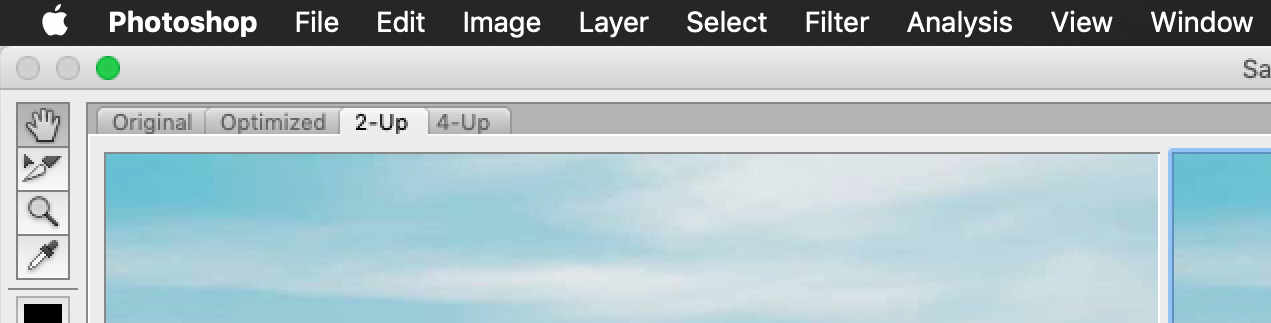 Photoshop File Edit Image Layer Select Filter Analysis View Window
Sa
Original Optimized 2-Up 4-Up